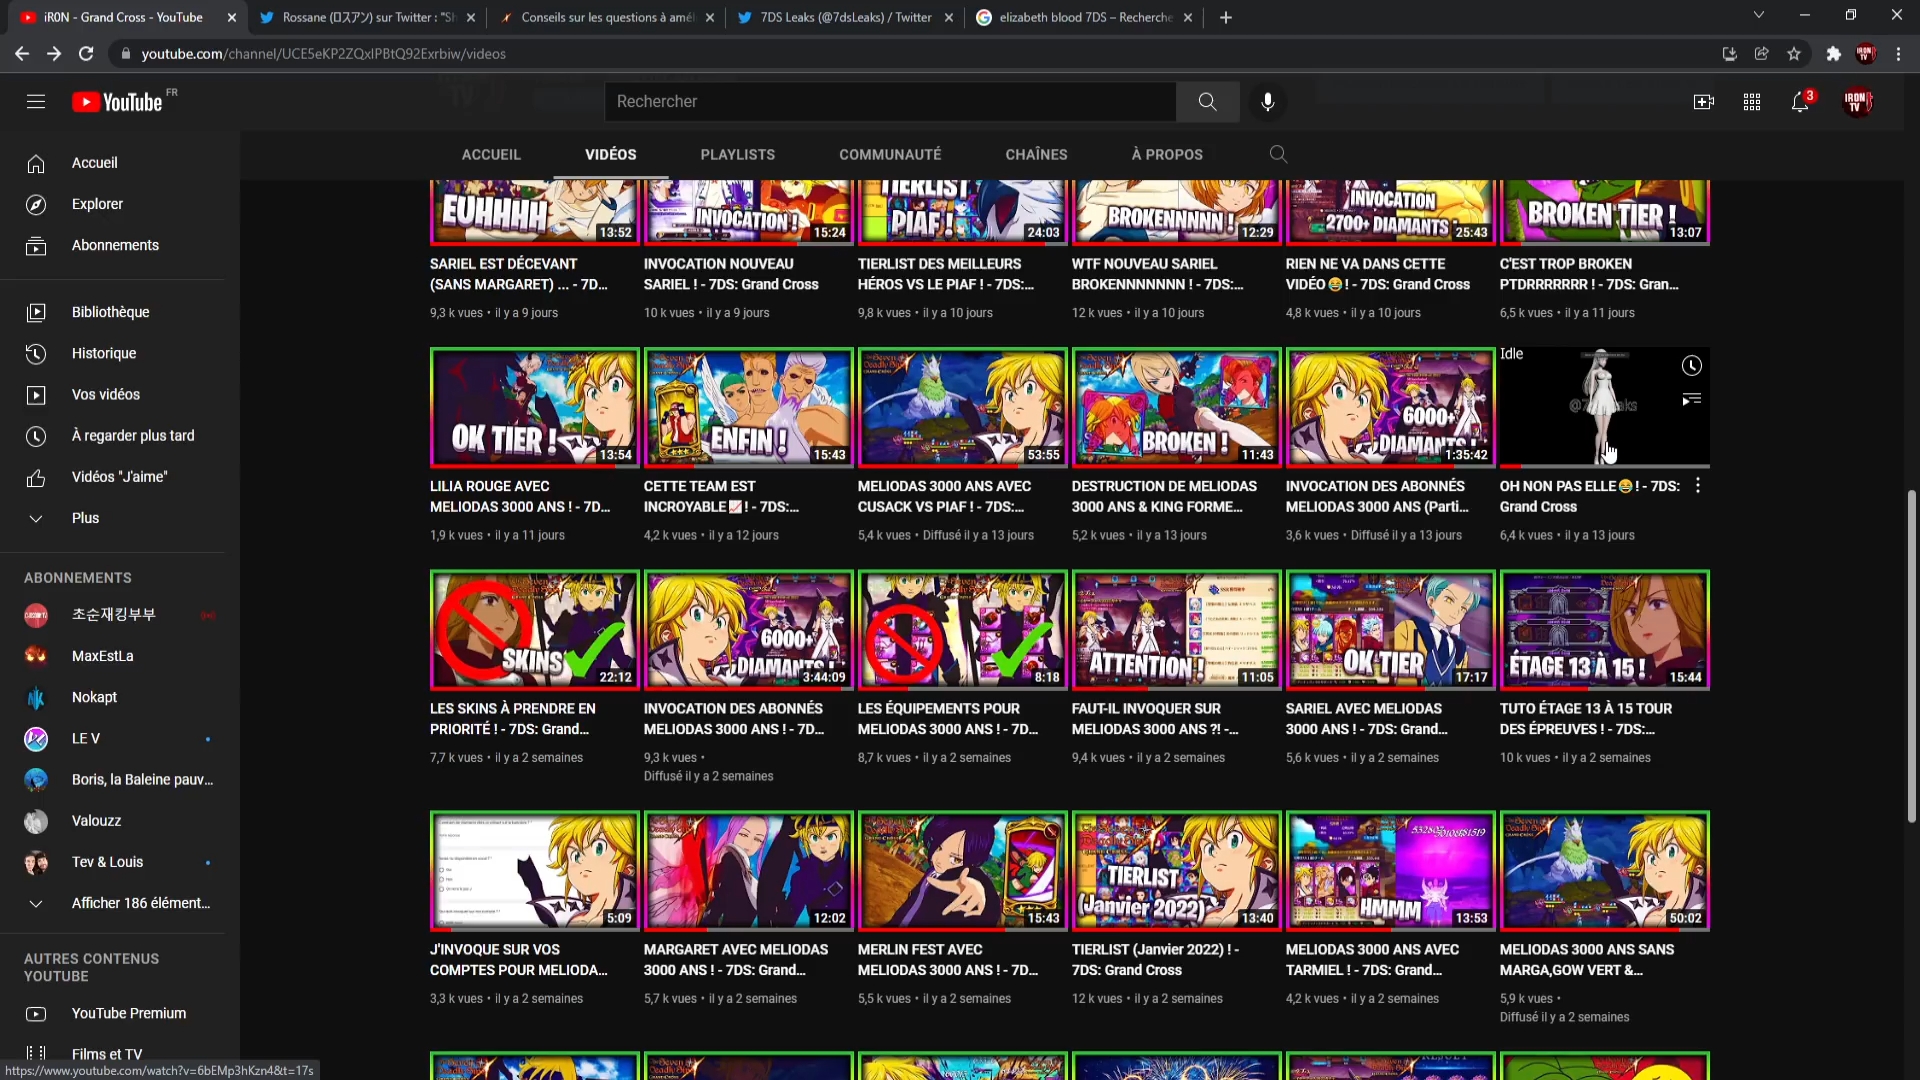 iR0N - Grand Cross - YouTube
Rossane (ロスアン) sur Twitter : "Sh
Conseils sur les questions à amél
7DS Leaks (@7dsLeaks) / Twitter
elizabeth blood 7DS – Recherche
youtube.com/channel/UCE5eKP2ZQxlPBtQ92Exrbiw/videos
YouTube FR
Rechercher
3
IRON TV
ACCUEIL VIDÉOS PLAYLISTS COMMUNAUTÉ CHAÎNES À PROPOS
Accueil
Explorer
Abonnements
Bibliothèque
Historique
Vos vidéos
À regarder plus tard
Vidéos "J'aime"
Plus
ABONNEMENTS
초순재킹부부
MaxEstLa
Nokapt
LE V
Boris, la Baleine pauv...
Valouzz
Tev & Louis
Afficher 186 élément...
AUTRES CONTENUS
YOUTUBE
YouTube Premium
Films et TV
https://www.youtube.com/watch?v=6bEMp3hKzn4&t=17s
EUHHHH
13:52
SARIEL EST DÉCEVANT
(SANS MARGARET) ... - 7D...
9,3 k vues • il y a 9 jours
INVOCATION !
15:24
INVOCATION NOUVEAU
SARIEL ! - 7DS: Grand Cross
10 k vues • il y a 9 jours
TIERLIST
PIAF !
24:03
TIERLIST DES MEILLEURS
HÉROS VS LE PIAF ! - 7DS:...
9,8 k vues • il y a 10 jours
BROKENNNNN !
12:29
WTF NOUVEAU SARIEL
BROKENNNNNNN ! - 7DS:...
12 k vues • il y a 10 jours
INVOCATION
2700+ DIAMANTS !
25:43
RIEN NE VA DANS CETTE
VIDÉO😂! - 7DS: Grand Cross
4,8 k vues • il y a 10 jours
BROKEN TIER !
13:07
C'EST TROP BROKEN
PTDRRRRRRR ! - 7DS: Gran...
6,5 k vues • il y a 11 jours
OK TIER !
13:54
LILIA ROUGE AVEC
MELIODAS 3000 ANS ! - 7D...
1,9 k vues • il y a 11 jours
ENFIN !
15:43
CETTE TEAM EST
INCROYABLE📈! - 7DS:...
4,2 k vues • il y a 12 jours
53:55
MELIODAS 3000 ANS AVEC
CUSACK VS PIAF ! - 7DS:...
5,4 k vues • Diffusé il y a 13 jours
BROKEN !
11:43
DESTRUCTION DE MELIODAS
3000 ANS & KING FORME...
5,2 k vues • il y a 13 jours
6000+
DIAMANTS !
1:35:42
INVOCATION DES ABONNÉS
MELIODAS 3000 ANS (Parti...
3,6 k vues • Diffusé il y a 13 jours
Idle
OH NON PAS ELLE😂! - 7DS:
Grand Cross
6,4 k vues • il y a 13 jours
SKINS
22:12
LES SKINS À PRENDRE EN
PRIORITÉ ! - 7DS: Grand...
7,7 k vues • il y a 2 semaines
6000+
DIAMANTS !
3:44:09
INVOCATION DES ABONNÉS
MELIODAS 3000 ANS ! - 7D...
9,3 k vues •
Diffusé il y a 2 semaines
8:18
LES ÉQUIPEMENTS POUR
MELIODAS 3000 ANS ! - 7D...
8,7 k vues • il y a 2 semaines
ATTENTION !
11:05
FAUT-IL INVOQUER SUR
MELIODAS 3000 ANS ?! -...
9,4 k vues • il y a 2 semaines
OK TIER
17:17
SARIEL AVEC MELIODAS
3000 ANS ! - 7DS: Grand...
5,6 k vues • il y a 2 semaines
ÉTAGE 13 À 15 !
15:44
TUTO ÉTAGE 13 À 15 TOUR
DES ÉPREUVES ! - 7DS:...
10 k vues • il y a 2 semaines
5:09
J'INVOQUE SUR VOS
COMPTES POUR MELIODA...
3,3 k vues • il y a 2 semaines
12:02
MARGARET AVEC MELIODAS
3000 ANS ! - 7DS: Grand...
5,7 k vues • il y a 2 semaines
15:43
MERLIN FEST AVEC
MELIODAS 3000 ANS ! - 7D...
5,5 k vues • il y a 2 semaines
TIERLIST
(Janvier 2022) !
13:40
TIERLIST (Janvier 2022) ! -
7DS: Grand Cross
12 k vues • il y a 2 semaines
HMMM
13:53
MELIODAS 3000 ANS AVEC
TARMIEL ! - 7DS: Grand...
4,2 k vues • il y a 2 semaines
50:02
MELIODAS 3000 ANS SANS
MARGA,GOW VERT &...
5,9 k vues •
Diffusé il y a 2 semaines